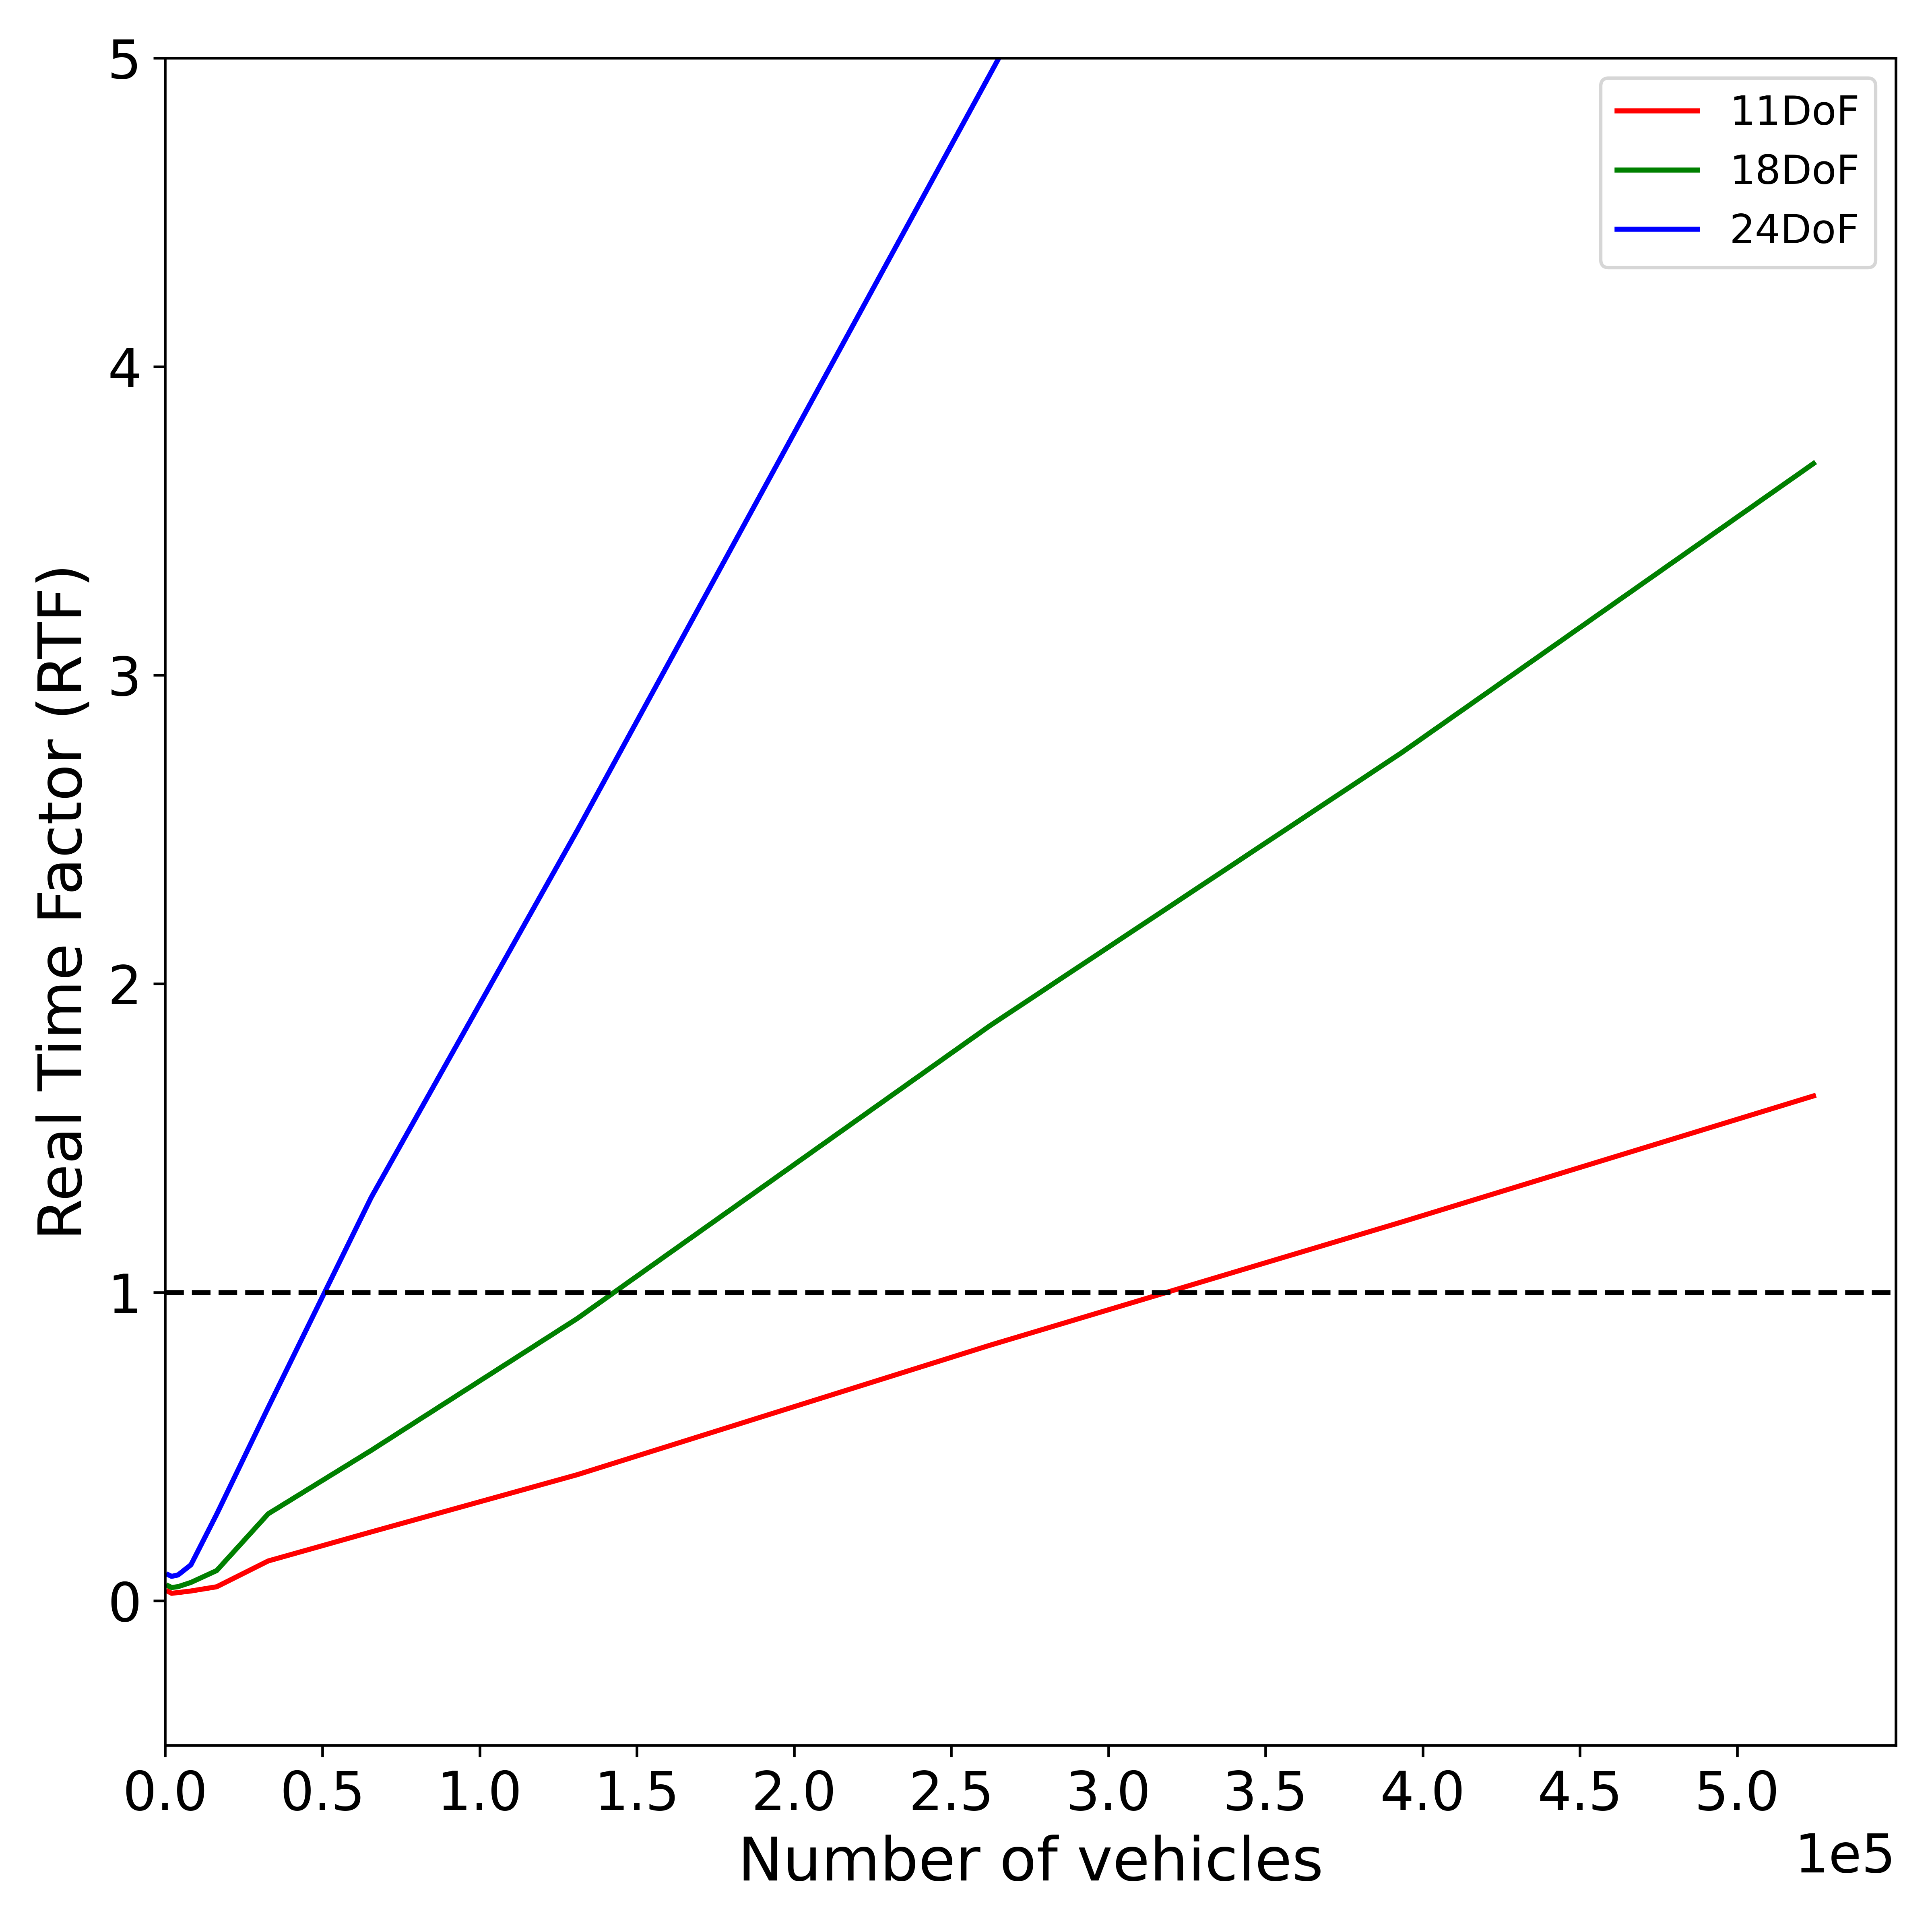 5
4
3
2
1
0
Real Time Factor (RTF)
11DoF
18DoF
24DoF
0.0 0.5 1.0 1.5 2.0 2.5 3.0 3.5 4.0 4.5 5.0
1e5
Number of vehicles